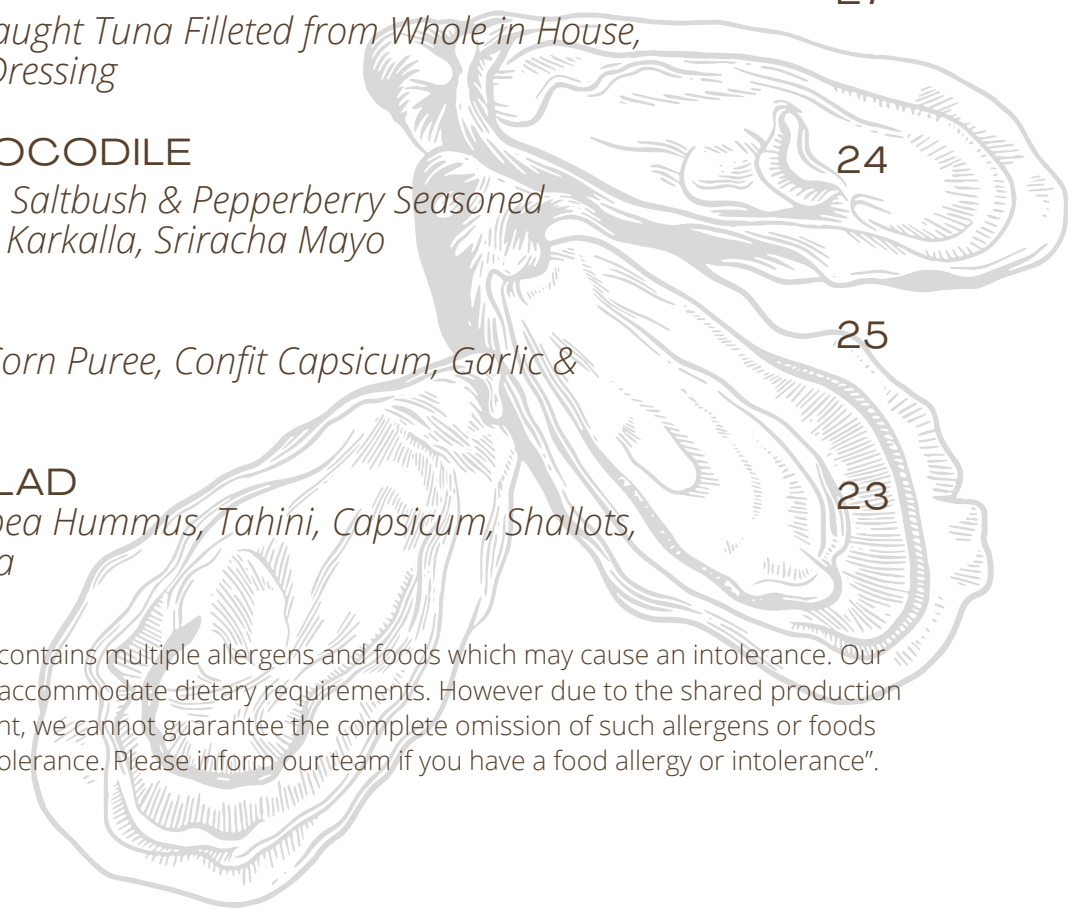 aught Tuna Filleted from Whole in House,
Dressing
OCODILE
24
Saltbush & Pepperberry Seasoned
Karkalla, Sriracha Mayo
25
orn Puree, Confit Capsicum, Garlic &
LAD
23
pea Hummus, Tahini, Capsicum, Shallots,
a
contains multiple allergens and foods which may cause an intolerance. Our
accommodate dietary requirements. However due to the shared production
nt, we cannot guarantee the complete omission of such allergens or foods
olerance. Please inform our team if you have a food allergy or intolerance”.